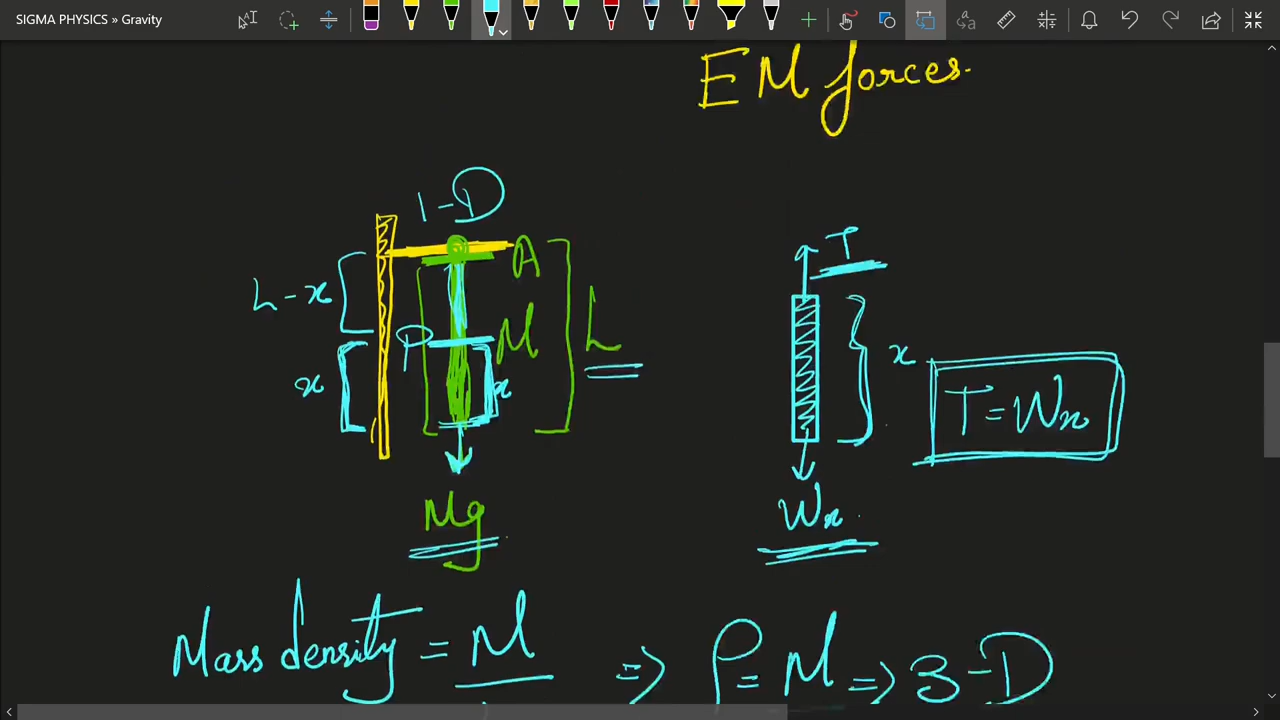 SIGMA PHYSICS » Gravity
EM forces.
1-D
A
L-x
P
M
L
x
x
Mg
T
x
T = Wx
Wx
Mass density = M
=> ρ = M => 3-D